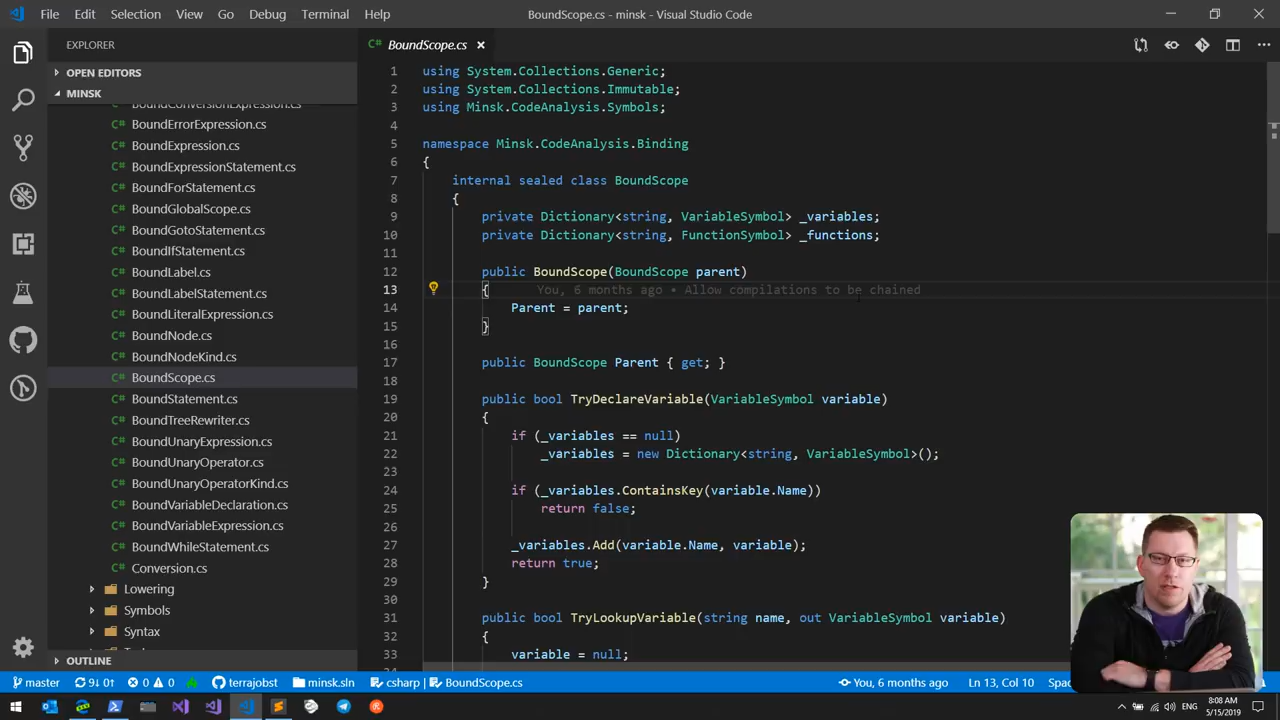 File Edit Selection View Go Debug Terminal Help
BoundScope.cs - minsk - Visual Studio Code
EXPLORER
OPEN EDITORS
MINSK
BoundConversionExpression.cs
BoundErrorExpression.cs
BoundExpression.cs
BoundExpressionStatement.cs
BoundForStatement.cs
BoundGlobalScope.cs
BoundGotoStatement.cs
BoundIfStatement.cs
BoundLabel.cs
BoundLabelStatement.cs
BoundLiteralExpression.cs
BoundNode.cs
BoundNodeKind.cs
BoundScope.cs
BoundStatement.cs
BoundTreeRewriter.cs
BoundUnaryExpression.cs
BoundUnaryOperator.cs
BoundUnaryOperatorKind.cs
BoundVariableDeclaration.cs
BoundVariableExpression.cs
BoundWhileStatement.cs
Conversion.cs
Lowering
Symbols
Syntax
OUTLINE
BoundScope.cs
1 using System.Collections.Generic;
2 using System.Collections.Immutable;
3 using Minsk.CodeAnalysis.Symbols;
4
5 namespace Minsk.CodeAnalysis.Binding
6 {
7 internal sealed class BoundScope
8 {
9 private Dictionary<string, VariableSymbol> _variables;
10 private Dictionary<string, FunctionSymbol> _functions;
11
12 public BoundScope(BoundScope parent)
13 { You, 6 months ago • Allow compilations to be chained
14 Parent = parent;
15 }
16
17 public BoundScope Parent { get; }
18
19 public bool TryDeclareVariable(VariableSymbol variable)
20 {
21 if (_variables == null)
22 _variables = new Dictionary<string, VariableSymbol>();
23
24 if (_variables.ContainsKey(variable.Name))
25 return false;
26
27 _variables.Add(variable.Name, variable);
28 return true;
29 }
30
31 public bool TryLookupVariable(string name, out VariableSymbol variable)
32 {
33 variable = null;
master 9↓ 0↑ 0 0 terrajobst minsk.sln csharp | BoundScope.cs You, 6 months ago Ln 13, Col 10
ENG 8:08 AM
5/15/2019